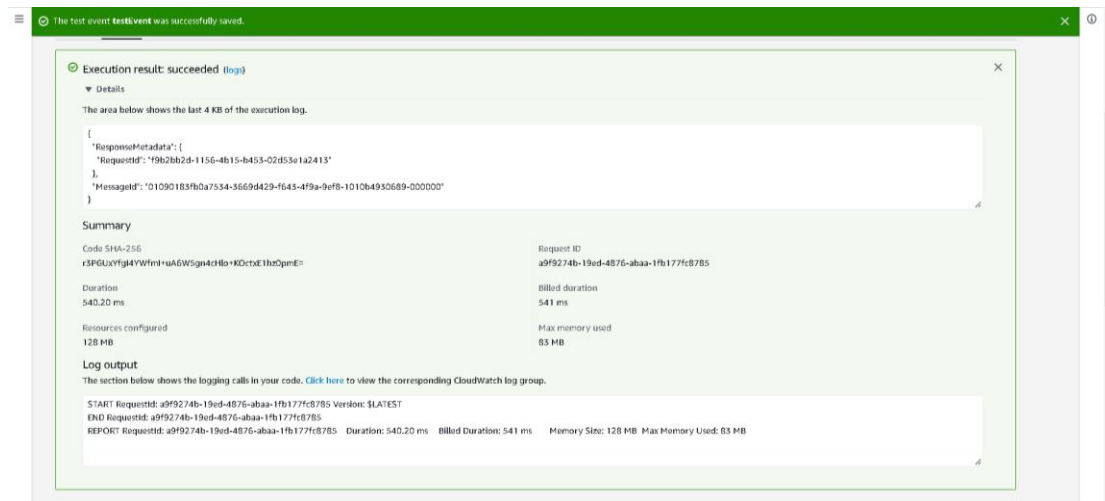 The test event testEvent was successfully saved.
Execution result: succeeded (logs)
Details
The area below shows the last 4 KB of the execution log.
{
"ResponseMetadata": {
"RequestId": "f9b2bb2d-1156-4b15-b453-02d53e1a2413"
},
"MessageId": "01090183fb0a7534-3669d429-f643-4f9a-9ef8-1010b4930689-000000"
}
Summary
Code SHA-256
Request ID
r3PGUxYfgI4YWfmI+uA6W5gn4cHlo+KOctxE1hzOpmE=
a9f9274b-19ed-4876-abaa-1fb177fc8785
Duration
Billed duration
540.20 ms
541 ms
Resources configured
Max memory used
128 MB
83 MB
Log output
The section below shows the logging calls in your code. Click here to view the corresponding CloudWatch log group.
START RequestId: a9f9274b-19ed-4876-abaa-1fb177fc8785 Version: $LATEST
END RequestId: a9f9274b-19ed-4876-abaa-1fb177fc8785
REPORT RequestId: a9f9274b-19ed-4876-abaa-1fb177fc8785 Duration: 540.20 ms Billed Duration: 541 ms Memory Size: 128 MB Max Memory Used: 83 MB